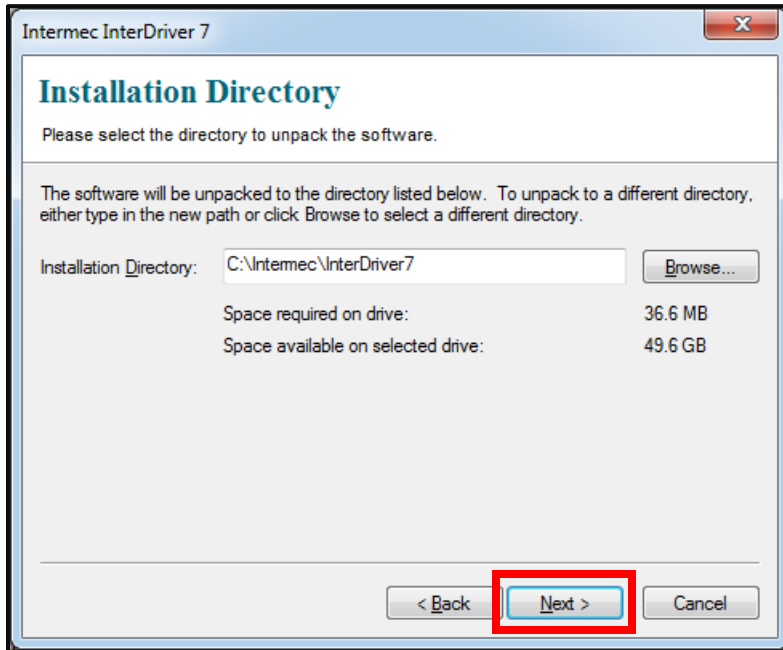 Intermec InterDriver 7
Installation Directory
Please select the directory to unpack the software.
The software will be unpacked to the directory listed below. To unpack to a different directory,
either type in the new path or click Browse to select a different directory.
Installation Directory: C:\Intermec\InterDriver7 Browse...
Space required on drive: 36.6 MB
Space available on selected drive: 49.6 GB
< Back Next > Cancel